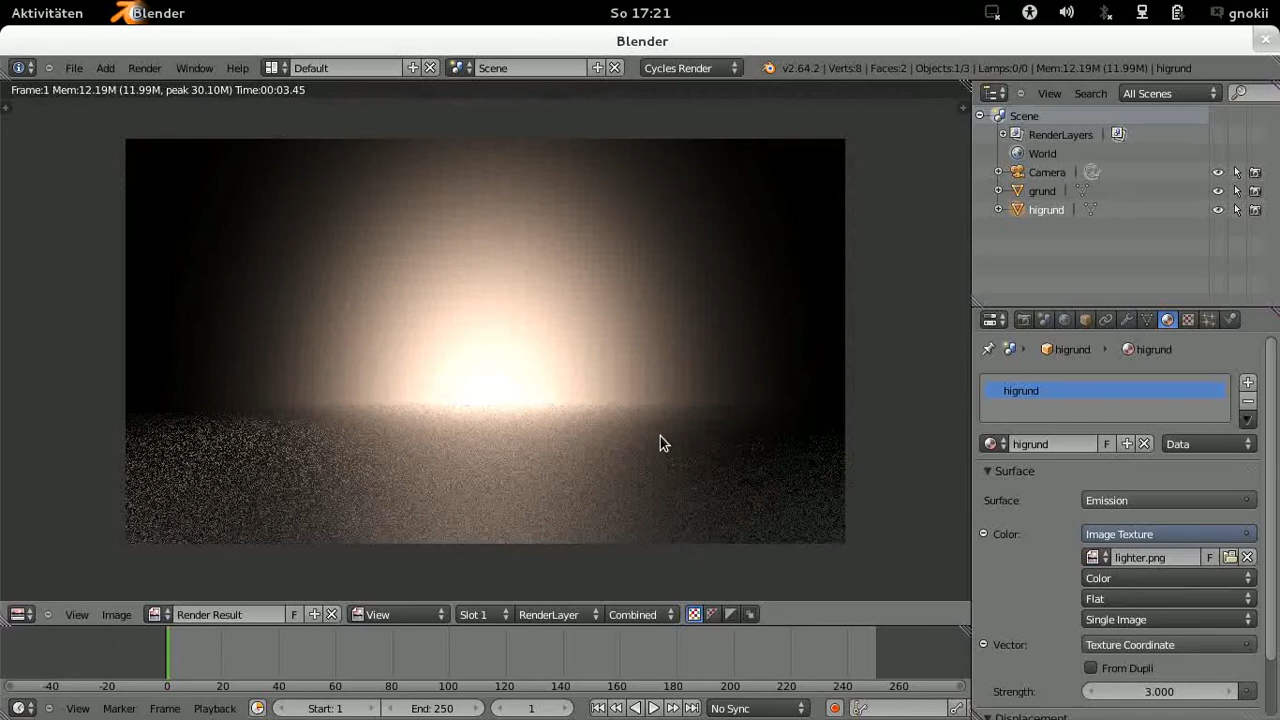 Aktivitäten Blender So 17:21 gnokii
Blender
File Add Render Window Help Default Scene Cycles Render v2.64.2 | Verts:8 | Faces:2 | Objects:1/3 | Lamps:0/0 | Mem:12.19M (11.99M) | higrund
Frame:1 Mem:12.19M (11.99M, peak 30.10M) Time:00:03.45
View Search All Scenes
Scene
RenderLayers
World
Camera
grund
higrund
higrund higrund
higrund
higrund F Data
Surface
Surface: Emission
Color: Image Texture
lighter.png F
Color
Flat
Single Image
Vector: Texture Coordinate
From Dupli
Strength: 3.000
Displacement
View Image Render Result F View Slot 1 RenderLayer Combined
-40 -20 0 20 40 60 80 100 120 140 160 180 200 220 240 260
View Marker Frame Playback Start: 1 End: 250 1 No Sync